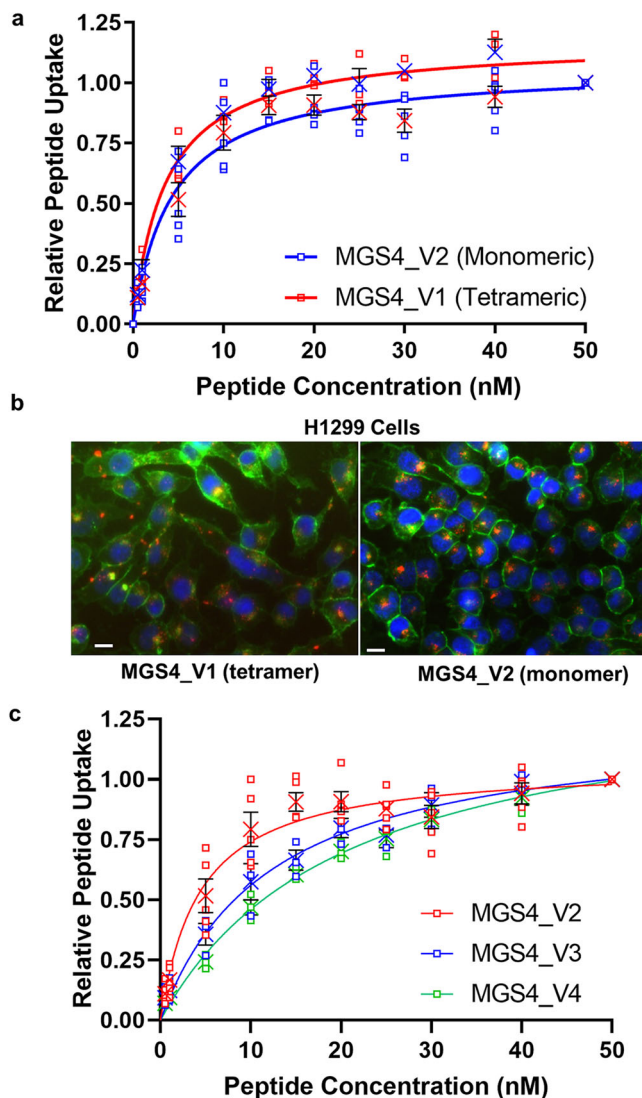 a
Relative Peptide Uptake
1.25
1.00
0.75
0.50
0.25
0.00
MGS4_V2 (Monomeric)
MGS4_V1 (Tetrameric)
0 10 20 30 40 50
Peptide Concentration (nM)
b
H1299 Cells
MGS4_V1 (tetramer) MGS4_V2 (monomer)
c
Relative Peptide Uptake
1.25
1.00
0.75
0.50
0.25
0.00
MGS4_V2
MGS4_V3
MGS4_V4
0 10 20 30 40 50
Peptide Concentration (nM)